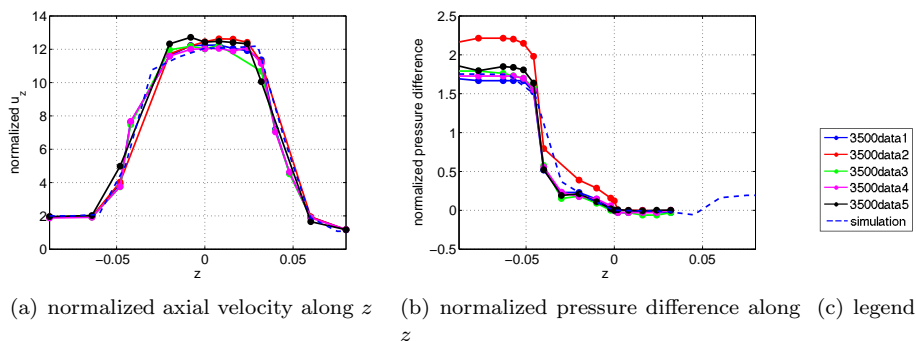 14
12
10
8
6
4
2
0
−0.05
0
0.05
z
normalized u_z
2.5
2
1.5
1
0.5
0
−0.5
−0.05
0
0.05
z
normalized pressure difference
3500data1
3500data2
3500data3
3500data4
3500data5
simulation
(a) normalized axial velocity along z
(b) normalized pressure difference along
z
(c) legend